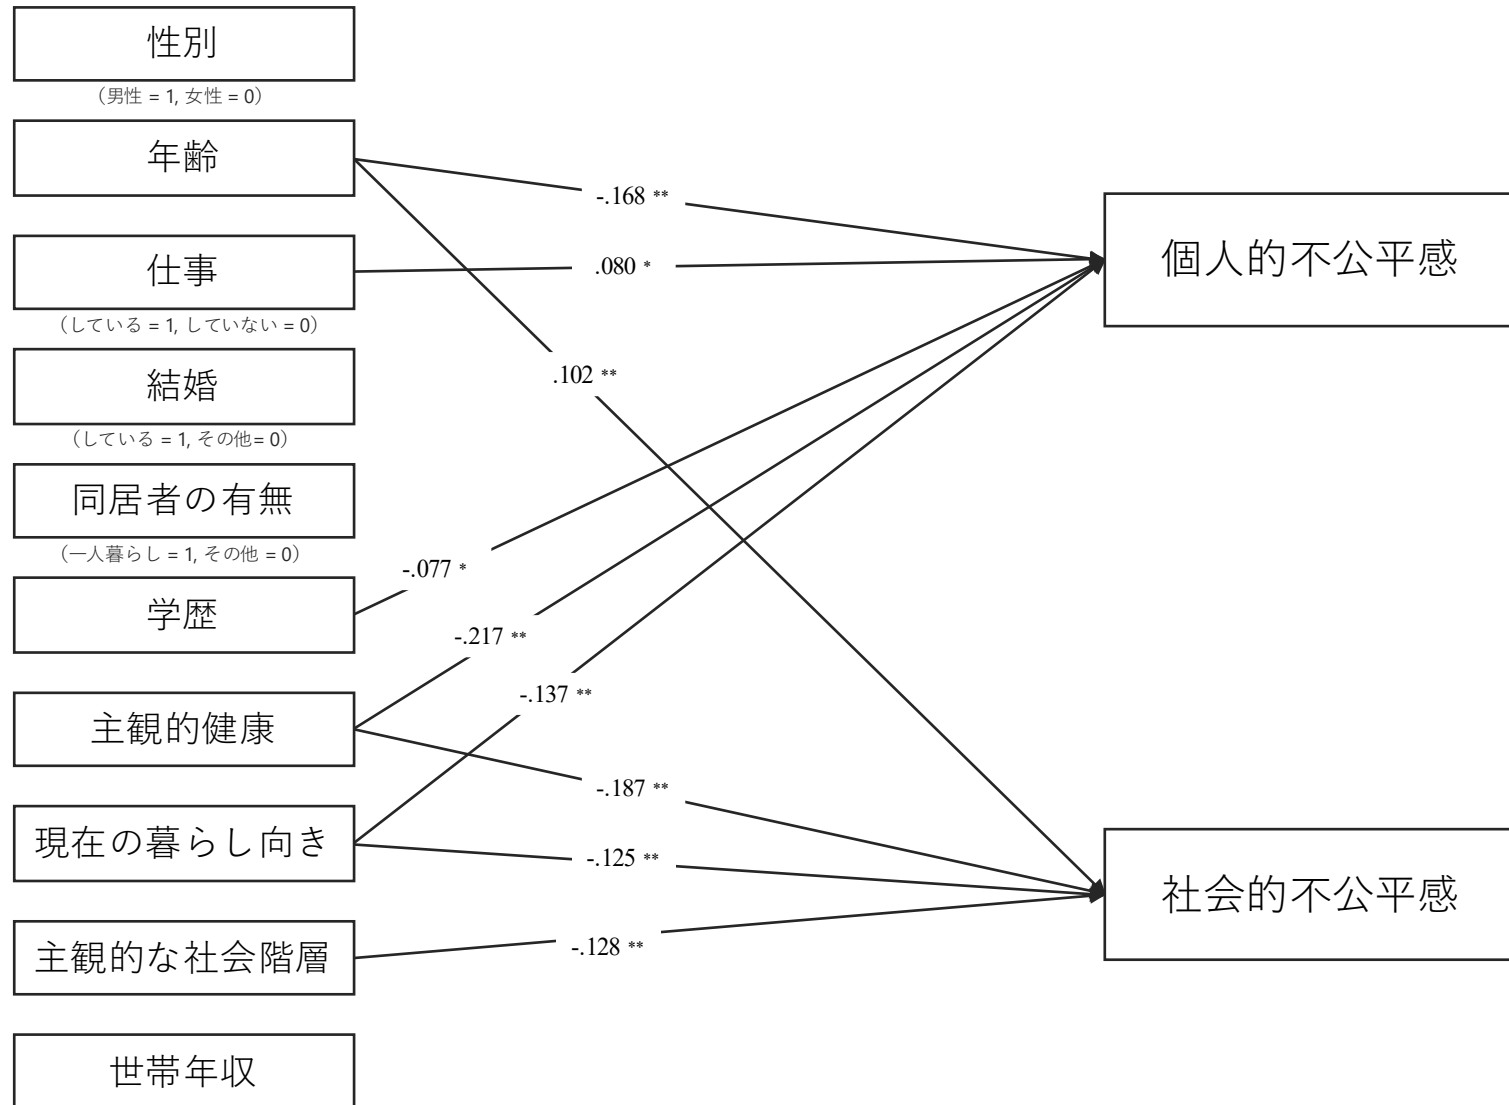 性別
（男性 = 1, 女性 = 0）
年齢
仕事
（している = 1, していない = 0）
結婚
（している = 1, その他= 0）
同居者の有無
（一人暮らし = 1, その他 = 0）
学歴
主観的健康
現在の暮らし向き
主観的な社会階層
世帯年収
-.168 **
.080 *
.102 **
-.077 *
-.217 **
-.137 **
-.187 **
-.125 **
-.128 **
個人的不公平感
社会的不公平感